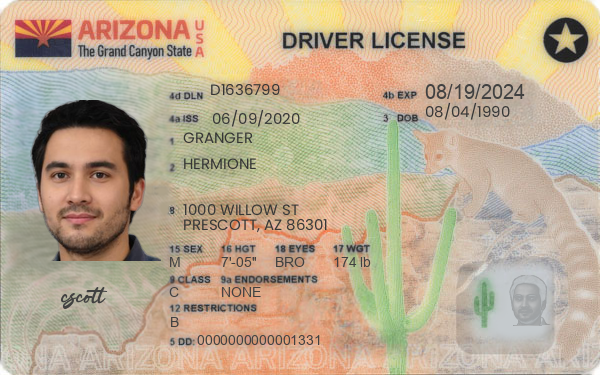 ARIZONA USA
The Grand Canyon State
DRIVER LICENSE
4d DLN D1636799
4b EXP 08/19/2024
4a ISS 06/09/2020
3 DOB 08/04/1990
1 GRANGER
2 HERMIONE
8 1000 WILLOW ST
PRESCOTT, AZ 86301
15 SEX 16 HGT 18 EYES 17 WGT
M 7'-05" BRO 174 lb
9 CLASS 9a ENDORSEMENTS
C NONE
12 RESTRICTIONS
B
5 DD: 0000000000001331
cscott
ARIZONA ARIZONA ARIZONA ARIZONA